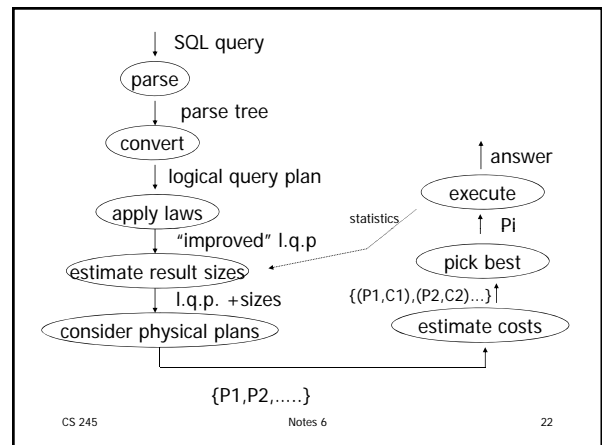 SQL query
parse
parse tree
convert
logical query plan
apply laws
“improved” l.q.p
estimate result sizes
l.q.p. +sizes
consider physical plans
{P1,P2,.....}
estimate costs
{(P1,C1),(P2,C2)...}
pick best
Pi
execute
answer
statistics
CS 245
Notes 6
22